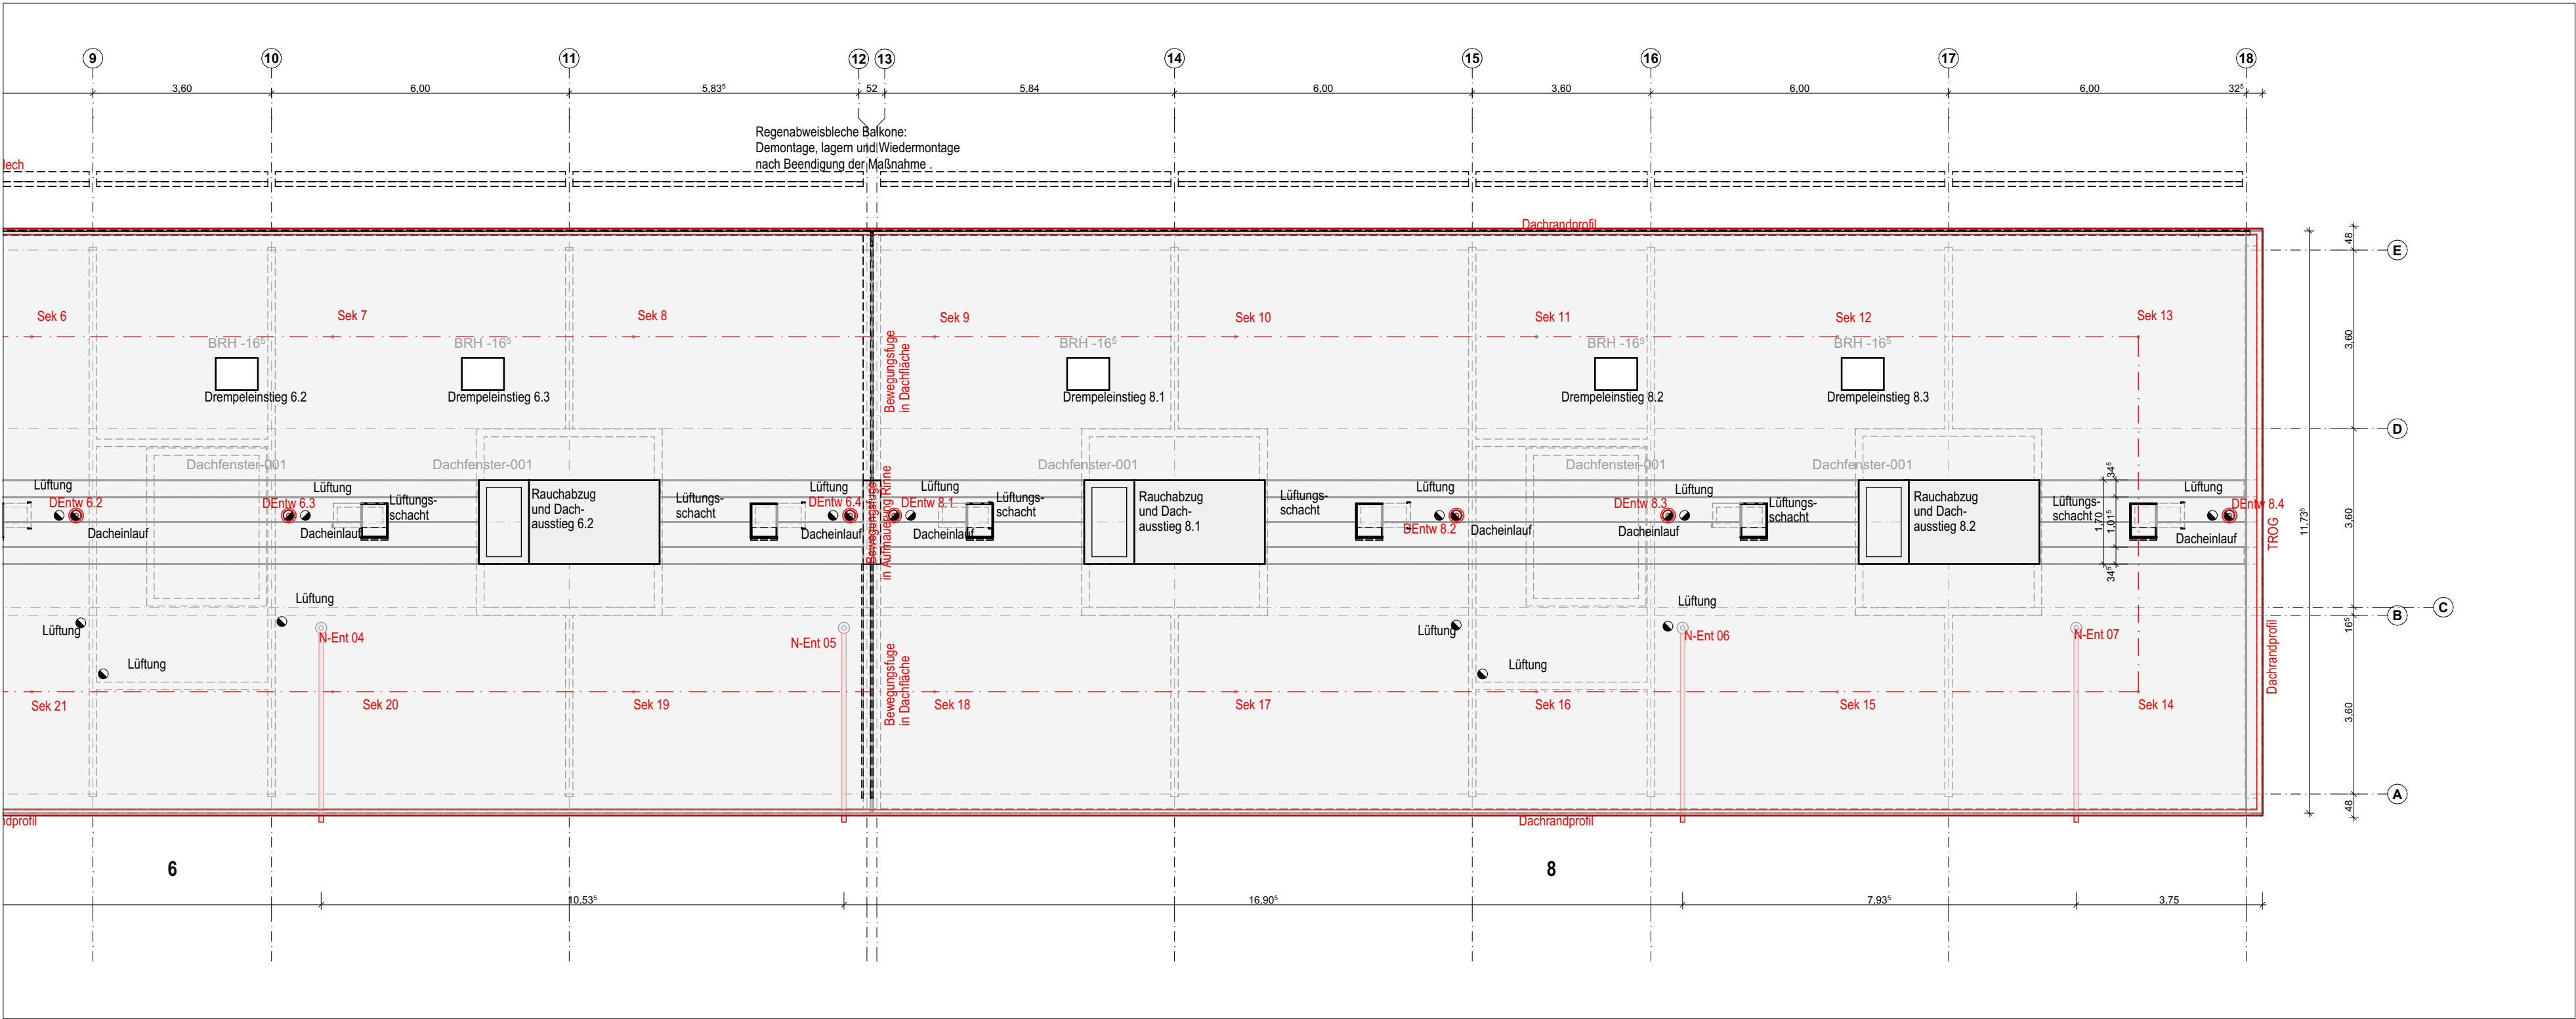 9 10 11 12 13 14 15 16 17 18
3,60 6,00 5,83⁵ 52 5,84 6,00 3,60 6,00 6,00 32⁵
Regenabweisbleche Balkone:
Demontage, lagern und Wiedermontage
nach Beendigung der Maßnahme .
lech
Dachrandprofil
48
E
Sek 6
Sek 7
Sek 8
Sek 9
Sek 10
Sek 11
Sek 12
Sek 13
Bewegungsfuge
in Dachfläche
3,60
11,73⁵
BRH -16⁵
BRH -16⁵
BRH -16⁵
BRH -16⁵
BRH -16⁵
Drempeleinstieg 6.2
Drempeleinstieg 6.3
Drempeleinstieg 8.1
Drempeleinstieg 8.2
Drempeleinstieg 8.3
D
Dachfenster-001
Dachfenster-001
Dachfenster-001
Dachfenster-001
Dachfenster-001
Lüftung
DEntw 6.2
Dacheinlauf
DEntw 6.3
Lüftung
Dacheinlauf
Lüftungs-
schacht
Rauchabzug
und Dach-
ausstieg 6.2
Lüftungs-
schacht
Lüftung
DEntw 6.4
Dacheinlauf
Bewegungsfuge
in Aufmauerung Rinne
Lüftung
DEntw 8.1
Dacheinlauf
Lüftungs-
schacht
Rauchabzug
und Dach-
ausstieg 8.1
Lüftungs-
schacht
Lüftung
DEntw 8.2
Dacheinlauf
DEntw 8.3
Lüftung
Dacheinlauf
Lüftungs-
schacht
Rauchabzug
und Dach-
ausstieg 8.2
Lüftungs-
schacht
34⁵
1,70
1,01⁵
34⁵
Lüftung
DEntw 8.4
Dacheinlauf
TROG
3,60
C
B
16⁵
Lüftung
Lüftung
Lüftung
N-Ent 04
N-Ent 05
Lüftung
Lüftung
Lüftung
N-Ent 06
N-Ent 07
Bewegungsfuge
in Dachfläche
Dachrandprofil
3,60
Sek 21
Sek 20
Sek 19
Sek 18
Sek 17
Sek 16
Sek 15
Sek 14
A
48
ndprofil
Dachrandprofil
6
8
10,53⁵ 16,90⁵ 7,93⁵ 3,75